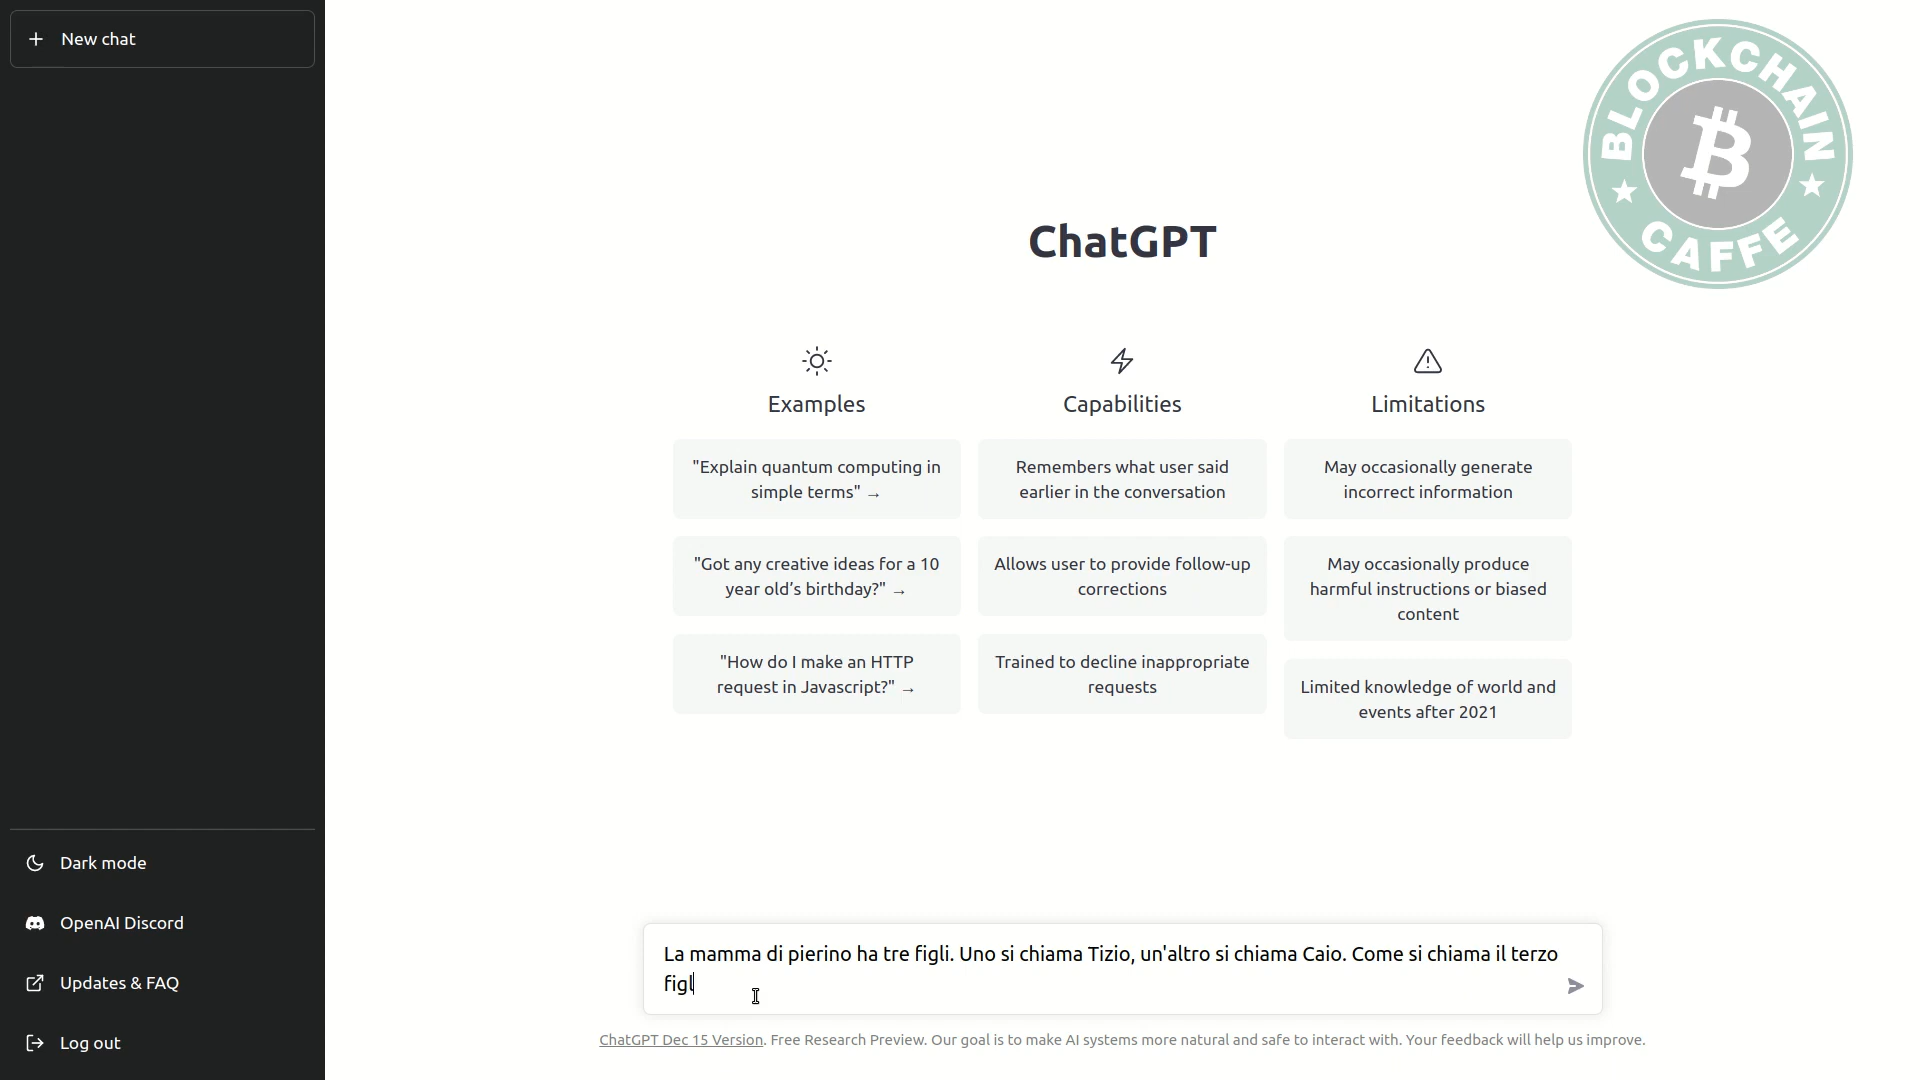 New chat
BLOCKCHAIN
CAFFE
ChatGPT
Examples
Capabilities
Limitations
"Explain quantum computing in
simple terms" →
Remembers what user said
earlier in the conversation
May occasionally generate
incorrect information
"Got any creative ideas for a 10
year old’s birthday?" →
Allows user to provide follow-up
corrections
May occasionally produce
harmful instructions or biased
content
"How do I make an HTTP
request in Javascript?" →
Trained to decline inappropriate
requests
Limited knowledge of world and
events after 2021
Dark mode
OpenAI Discord
Updates & FAQ
Log out
La mamma di pierino ha tre figli. Uno si chiama Tizio, un'altro si chiama Caio. Come si chiama il terzo
figl
ChatGPT Dec 15 Version. Free Research Preview. Our goal is to make AI systems more natural and safe to interact with. Your feedback will help us improve.